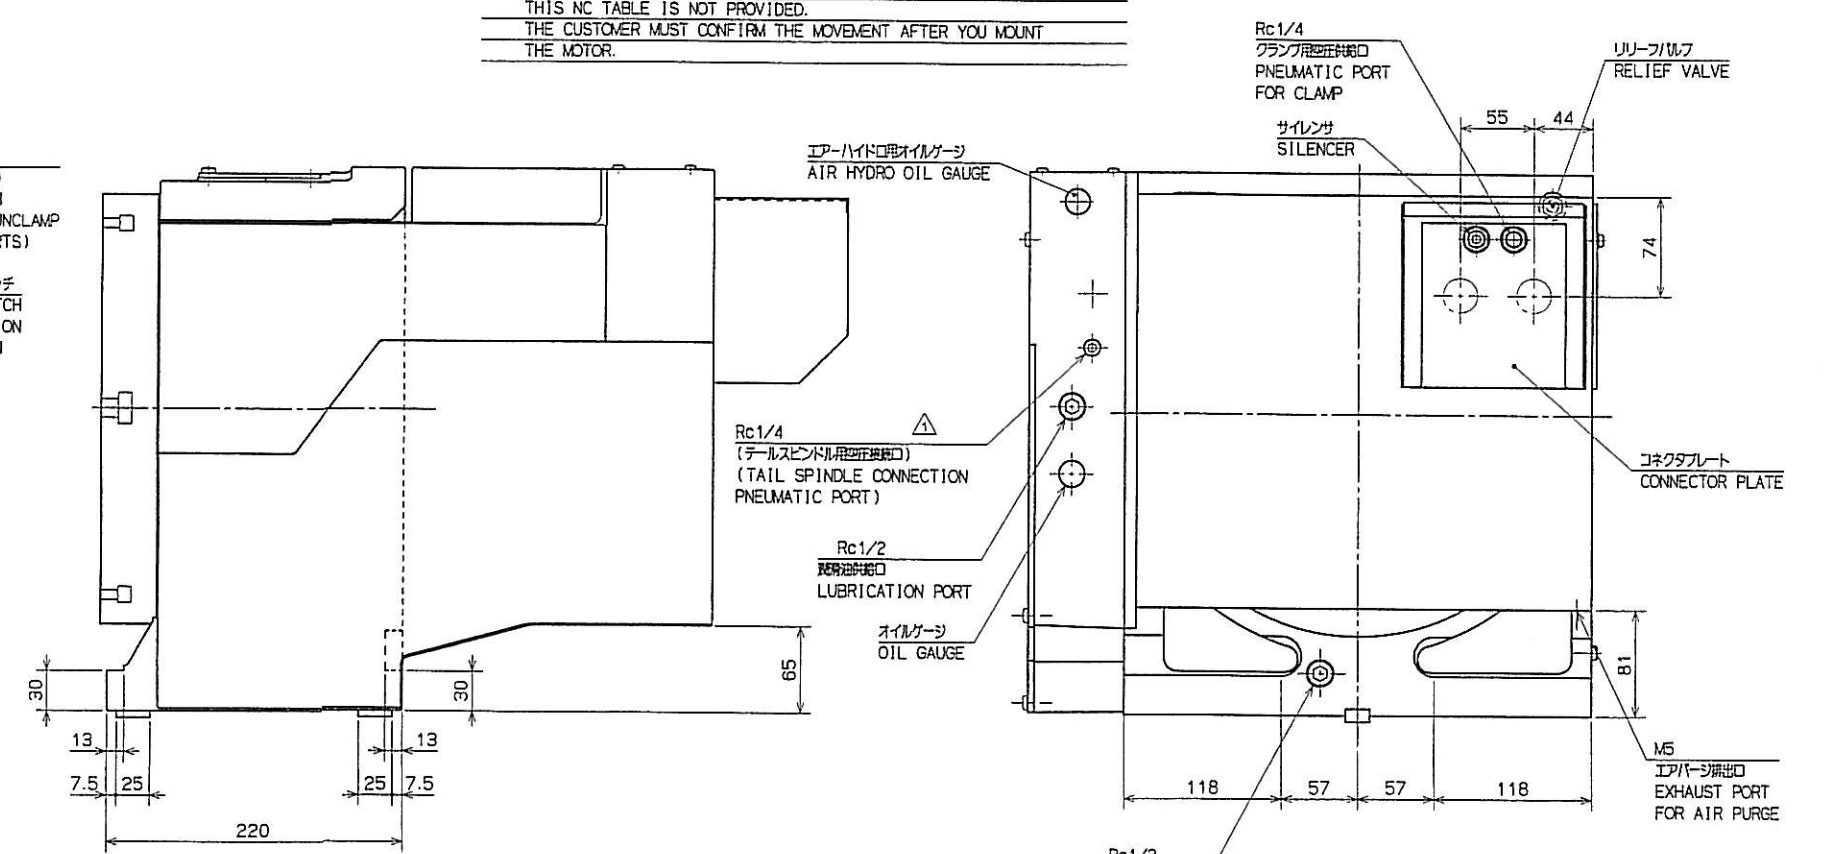 THIS NC TABLE IS NOT PROVIDED.
THE CUSTOMER MUST CONFIRM THE MOVEMENT AFTER YOU MOUNT
THE MOTOR.
UNCLAMP
TS)
チ
TCH
ON
Rc1/4
クランプ用空圧供給口
PNEUMATIC PORT
FOR CLAMP
リリーフバルブ
RELIEF VALVE
サイレンサ
SILENCER
55
44
エアーハイドロ用オイルゲージ
AIR HYDRO OIL GAUGE
74
Rc1/4
1
(テールスピンドル用空圧接続口)
(TAIL SPINDLE CONNECTION
PNEUMATIC PORT)
コネクタプレート
CONNECTOR PLATE
Rc1/2
潤滑油供給口
LUBRICATION PORT
オイルゲージ
OIL GAUGE
30
30
65
81
13
13
7.5
25
25
7.5
220
118
57
57
118
M5
エアパージ排出口
EXHAUST PORT
FOR AIR PURGE